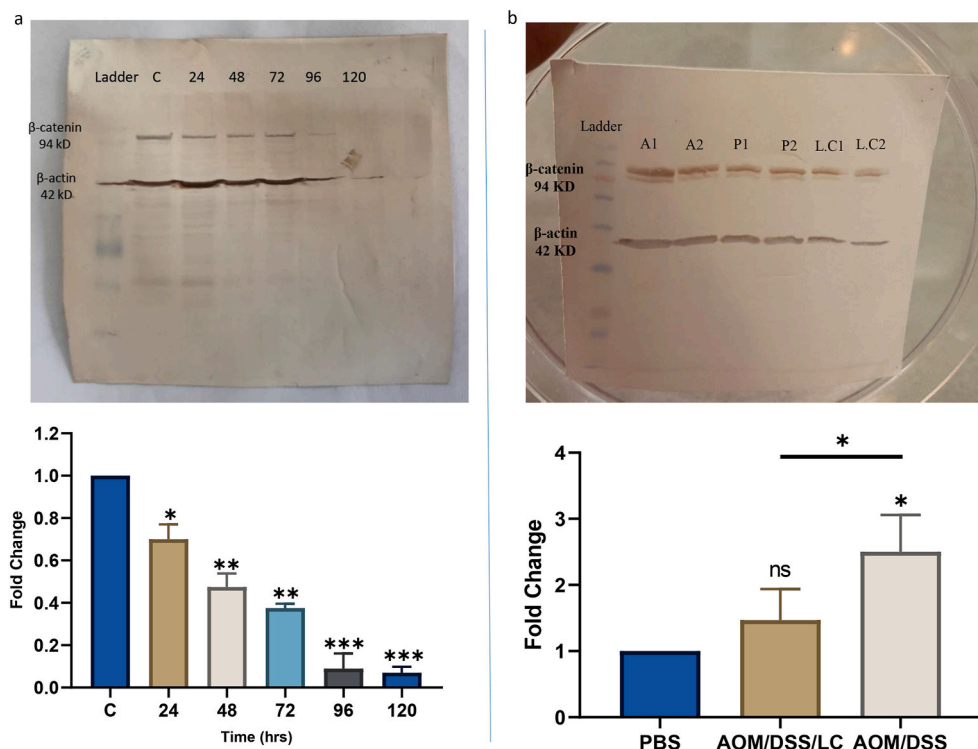 a
Ladder C 24 48 72 96 120
β-catenin
94 kD
β-actin
42 kD
1.2
1.0
0.8
0.6
0.4
0.2
0.0
Fold Change
*
**
**
***
***
C 24 48 72 96 120
Time (hrs)
b
Ladder
A1 A2 P1 P2 L.C1 L.C2
β-catenin
94 KD
β-actin
42 KD
4
3
2
1
0
Fold Change
*
ns
*
PBS AOM/DSS/LC AOM/DSS